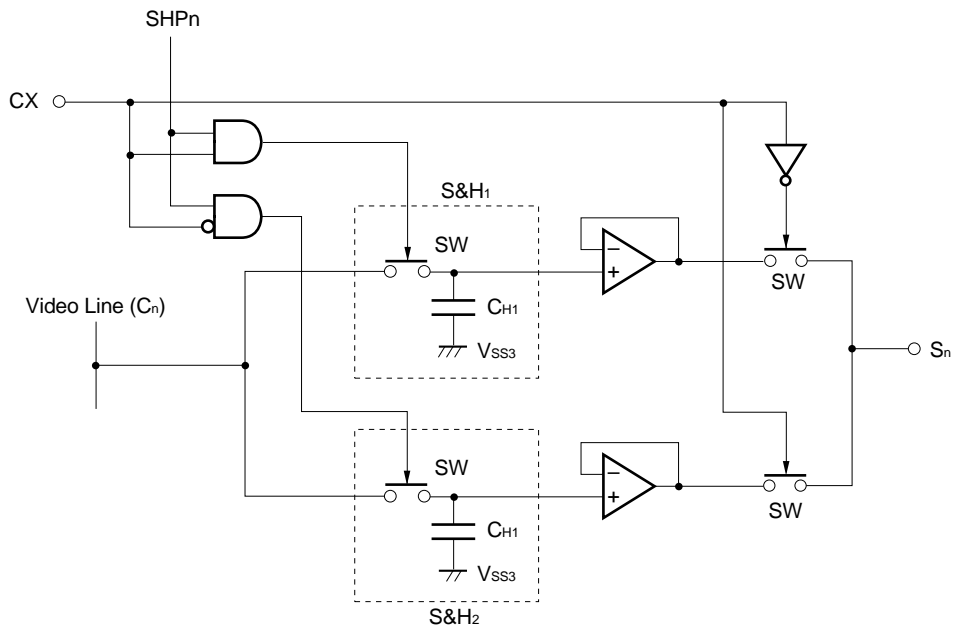 SHPn
CX
S&H1
SW
SW
Video Line (Cn)
CH1
VSS3
Sn
SW
SW
CH1
VSS3
S&H2